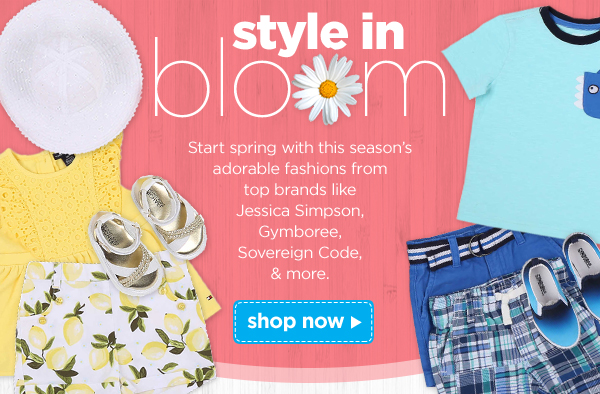 style in
bloom
Start spring with this season's
adorable fashions from
top brands like
Jessica Simpson,
Gymboree,
Sovereign Code,
& more.
shop now